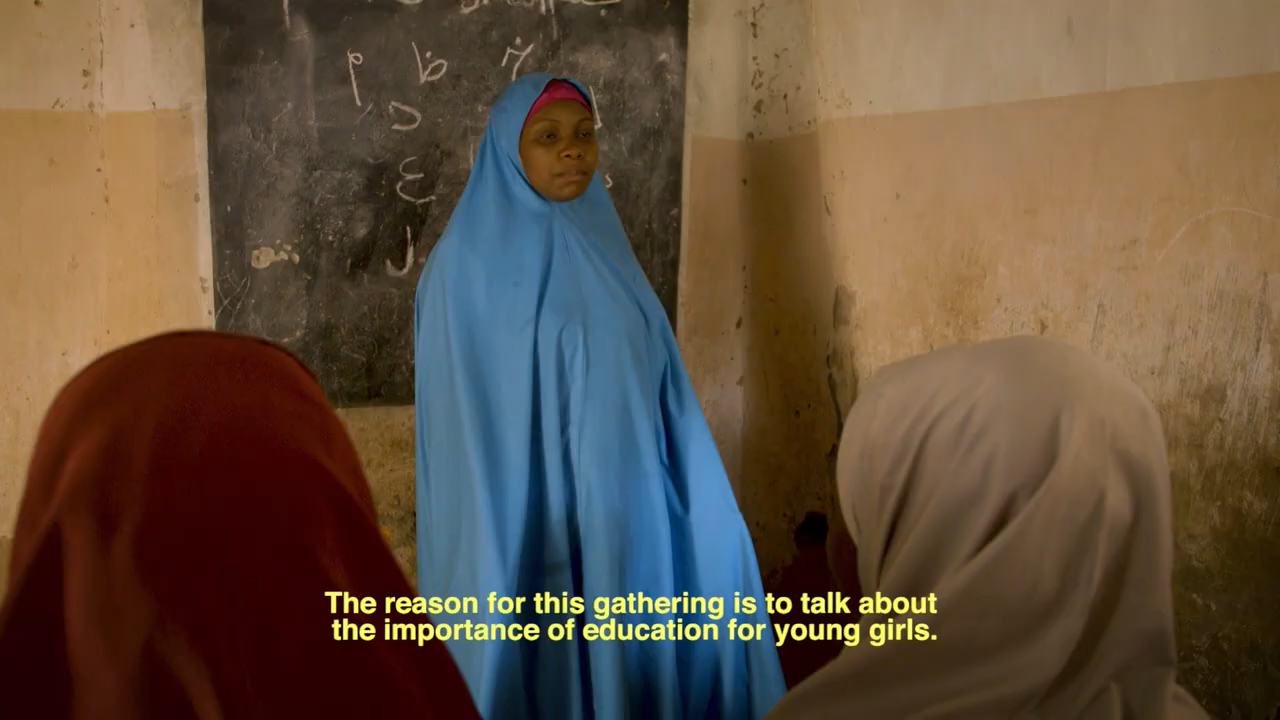 م ظ خ
د
ع
ل
The reason for this gathering is to talk about
the importance of education for young girls.